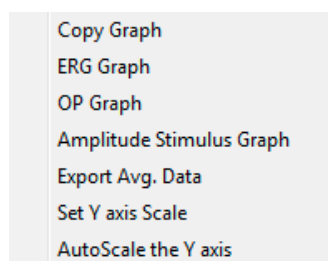 Copy Graph
ERG Graph
OP Graph
Amplitude Stimulus Graph
Export Avg. Data
Set Y axis Scale
AutoScale the Y axis